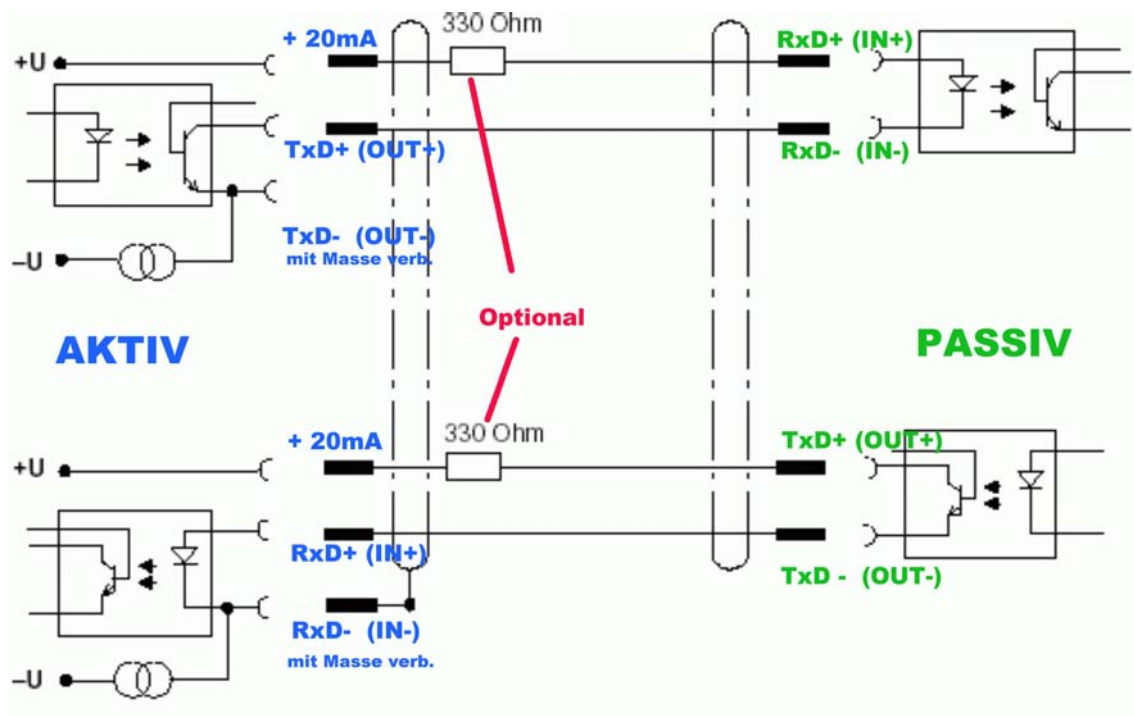 330 Ohm
+ 20mA
RxD+ (IN+)
+U
TxD+ (OUT+)
RxD- (IN-)
TxD- (OUT-)
mit Masse verb.
–U
Optional
AKTIV
PASSIV
330 Ohm
+ 20mA
TxD+ (OUT+)
+U
RxD+ (IN+)
TxD - (OUT-)
RxD- (IN-)
mit Masse verb.
–U